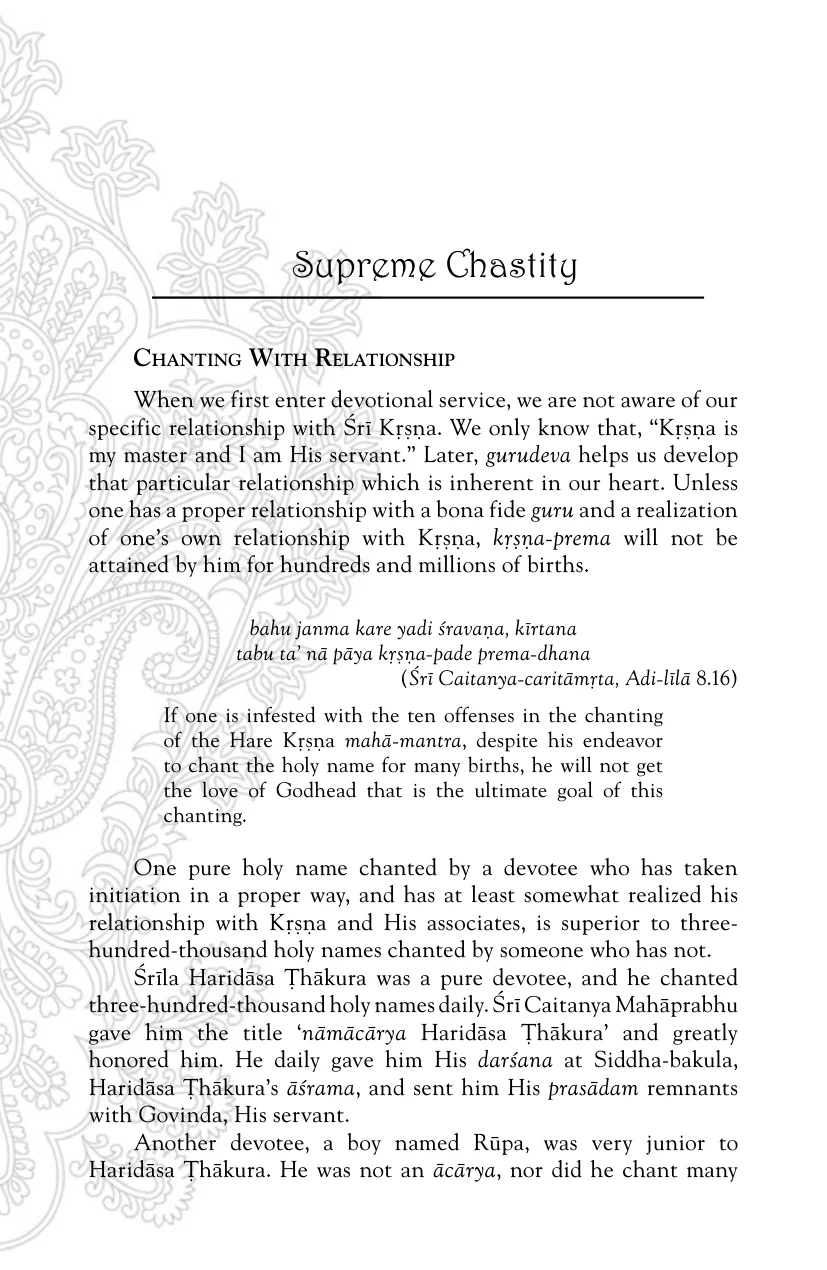 Supreme Chastity
Chanting With Relationship
When we first enter devotional service, we are not aware of our
specific relationship with Śrī Kṛṣṇa. We only know that, “Kṛṣṇa is
my master and I am His servant.” Later, gurudeva helps us develop
that particular relationship which is inherent in our heart. Unless
one has a proper relationship with a bona fide guru and a realization
of one’s own relationship with Kṛṣṇa, kṛṣṇa-prema will not be
attained by him for hundreds and millions of births.
bahu janma kare yadi śravaṇa, kīrtana
tabu ta’ nā pāya kṛṣṇa-pade prema-dhana
(Śrī Caitanya-caritāmṛta, Adi-līlā 8.16)
If one is infested with the ten offenses in the chanting
of the Hare Kṛṣṇa mahā-mantra, despite his endeavor
to chant the holy name for many births, he will not get
the love of Godhead that is the ultimate goal of this
chanting.
One pure holy name chanted by a devotee who has taken
initiation in a proper way, and has at least somewhat realized his
relationship with Kṛṣṇa and His associates, is superior to three-
hundred-thousand holy names chanted by someone who has not.
Śrīla Haridāsa Ṭhākura was a pure devotee, and he chanted
three-hundred-thousand holy names daily. Śrī Caitanya Mahāprabhu
gave him the title ‘nāmācārya Haridāsa Ṭhākura’ and greatly
honored him. He daily gave him His darśana at Siddha-bakula,
Haridāsa Ṭhākura’s āśrama, and sent him His prasādam remnants
with Govinda, His servant.
Another devotee, a boy named Rūpa, was very junior to
Haridāsa Ṭhākura. He was not an ācārya, nor did he chant many